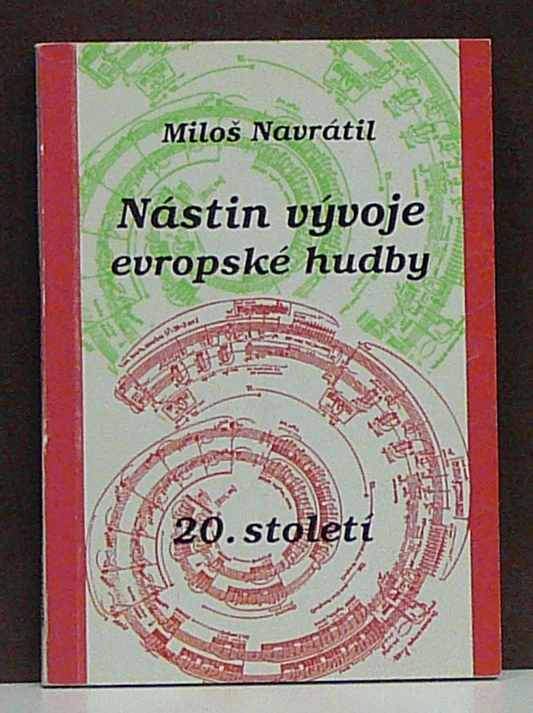 Miloš Navrátil
Nástin vývoje
evropské hudby
20. století